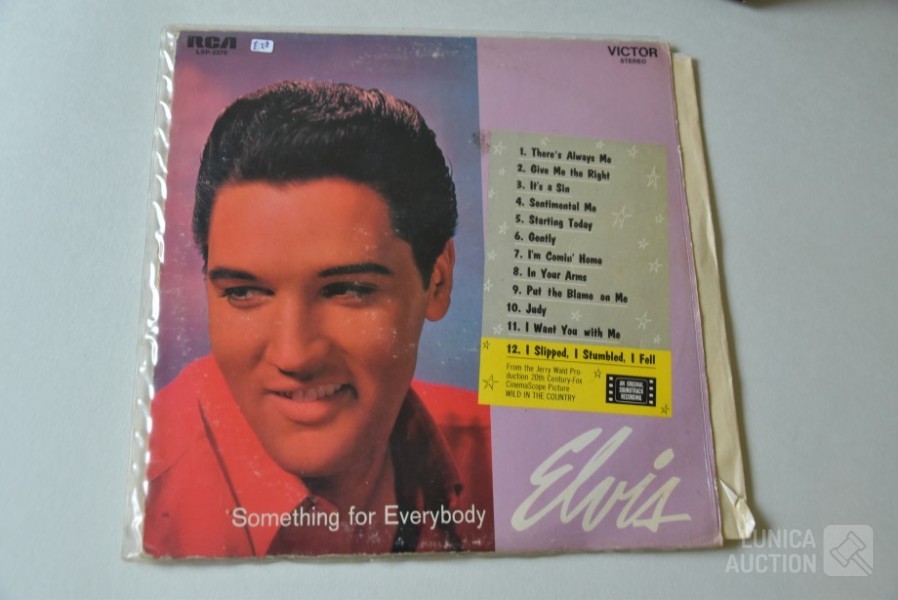 RCA
LSP-2370
VICTOR
STEREO
1. There's Always Me
2. Give Me the Right
3. It's a Sin
4. Sentimental Me
5. Starting Today
6. Gently
7. I'm Comin' Home
8. In Your Arms
9. Put the Blame on Me
10. Judy
11. I Want You with Me
12. I Slipped, I Stumbled, I Fell
From the Jerry Wald Pro-
duction 20th Century-Fox
CinemaScope Picture
WILD IN THE COUNTRY
AN ORIGINAL
SOUNDTRACK
RECORDING
Elvis
Something for Everybody
LUNICA
AUCTION